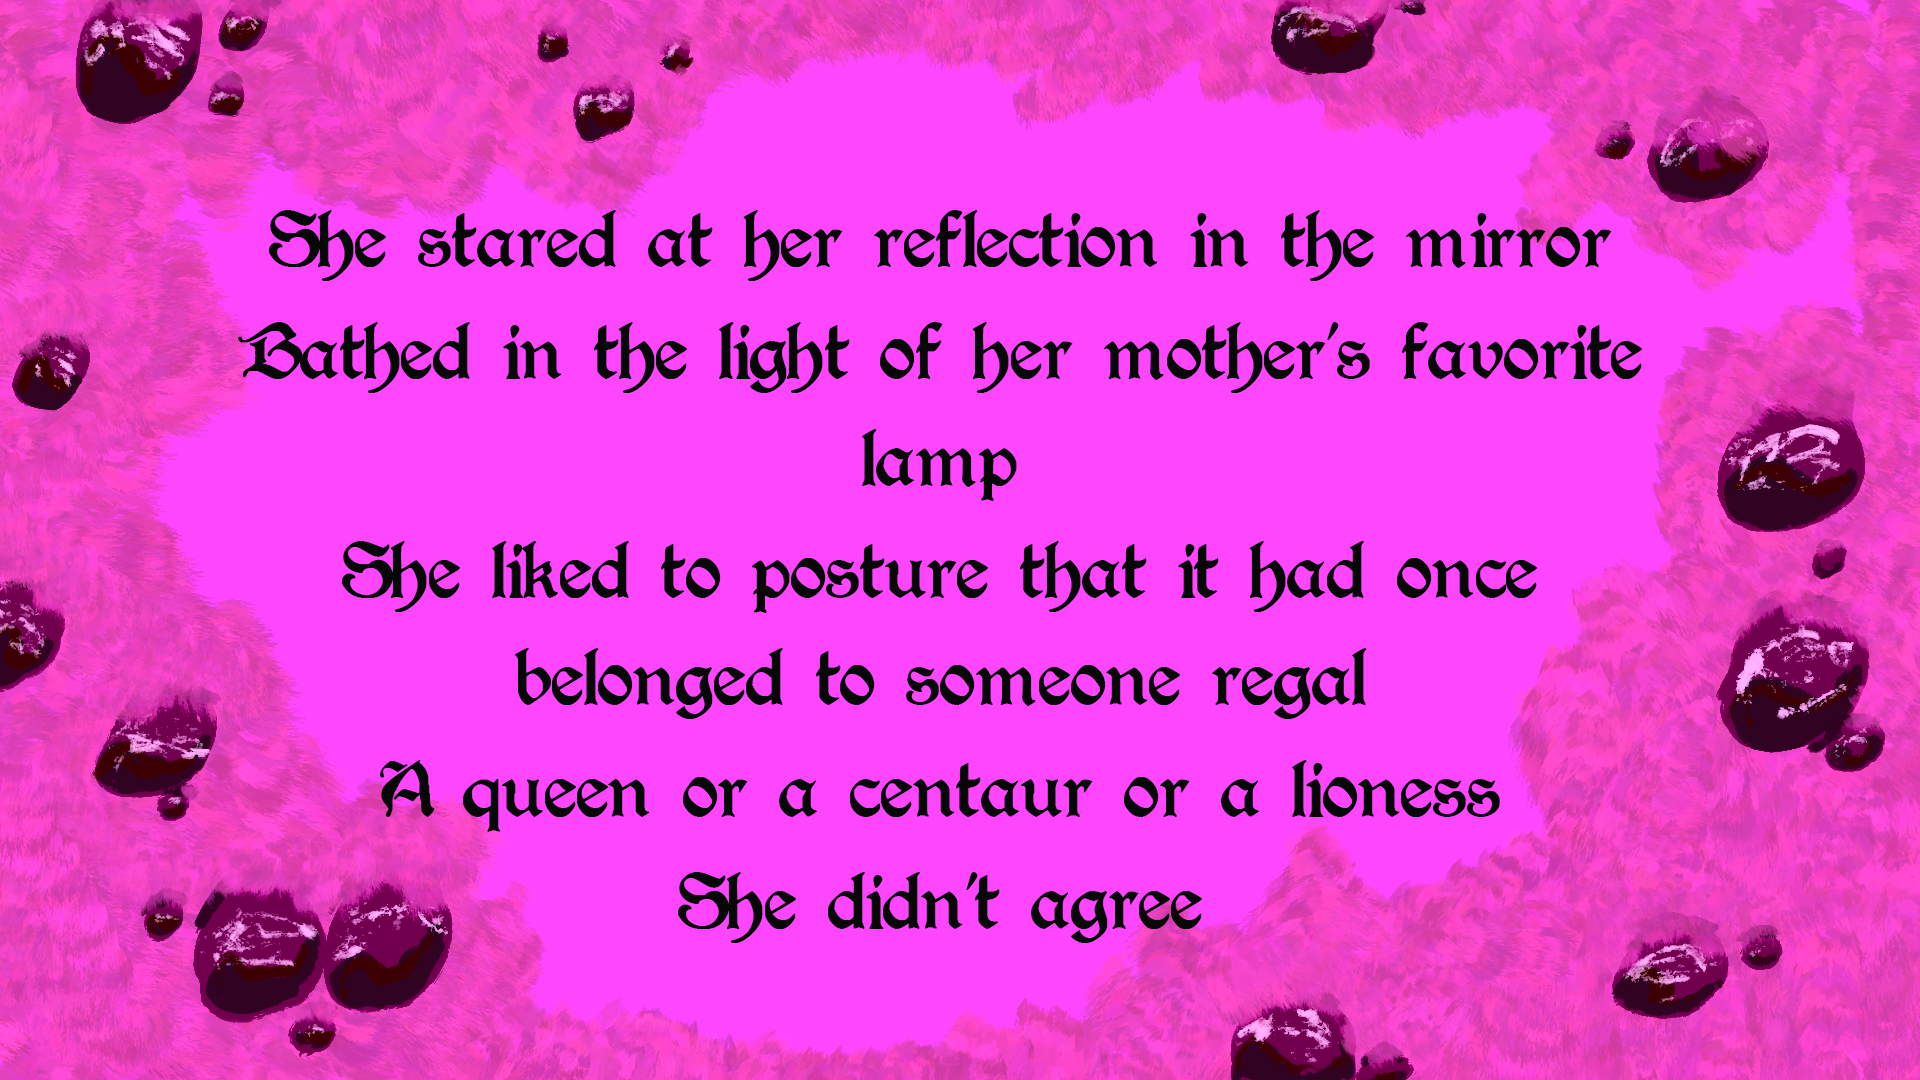 She stared at her reflection in the mirror
Bathed in the light of her mother's favorite
lamp
She liked to posture that it had once
belonged to someone regal
A queen or a centaur or a lioness
She didn't agree